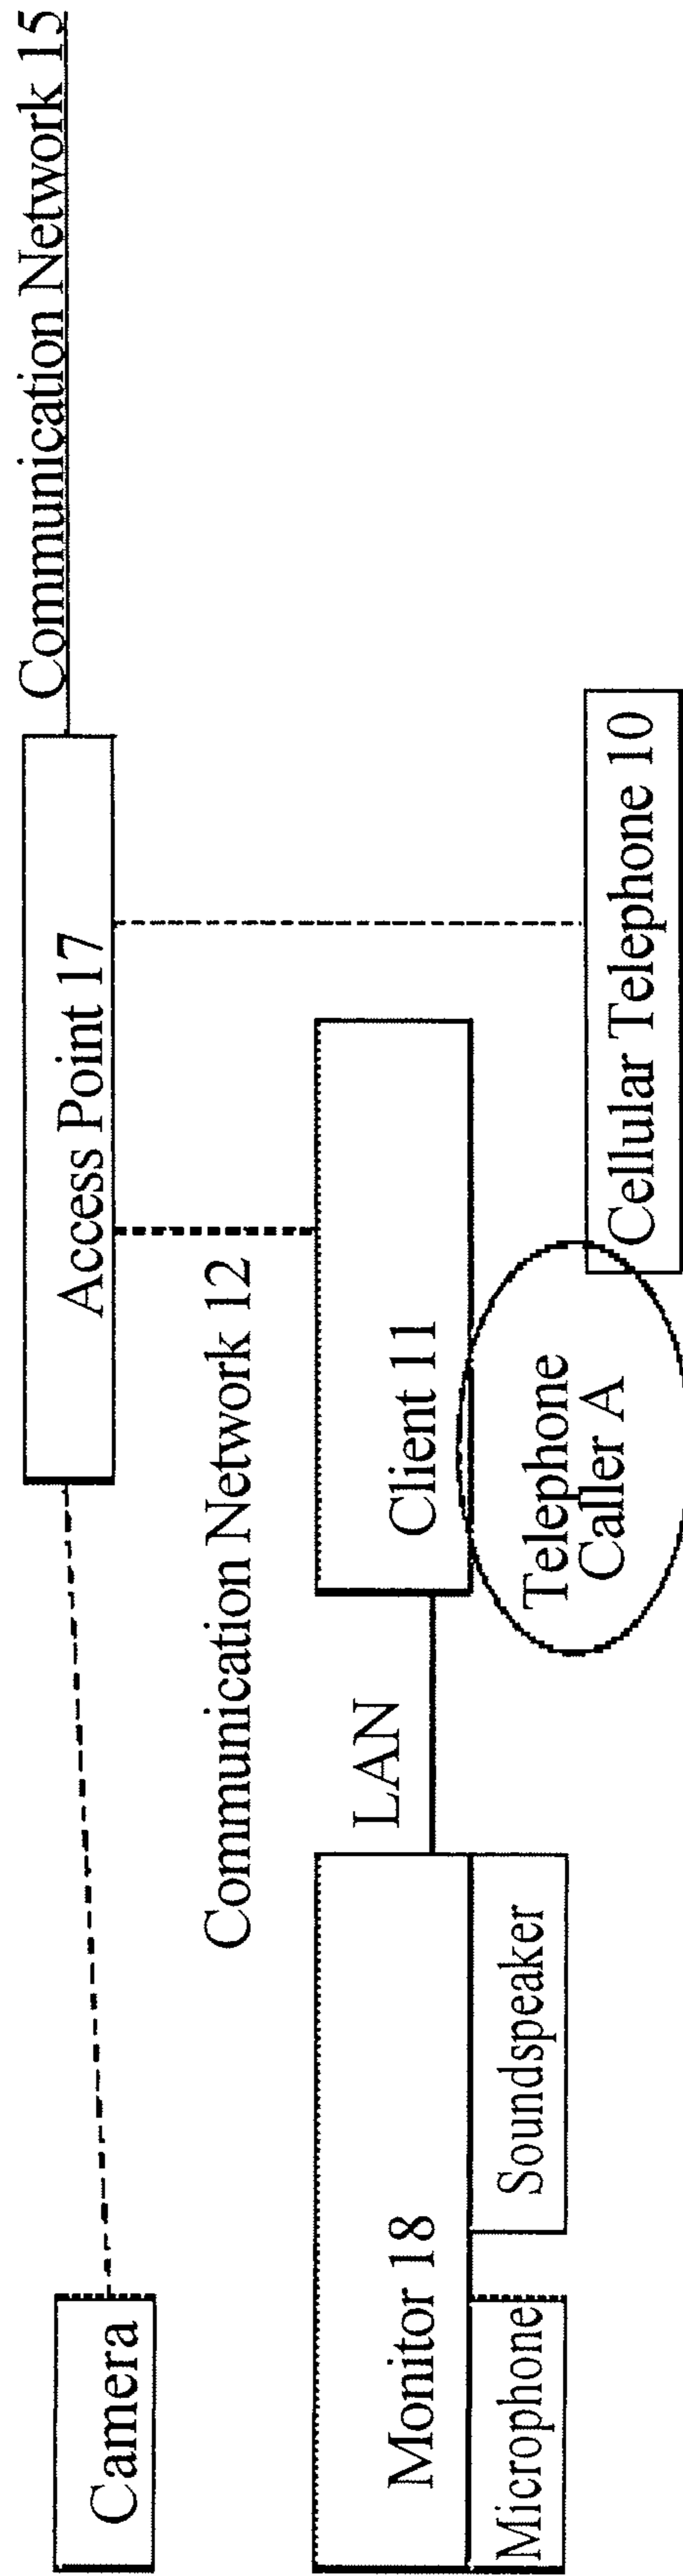 Communication Network 15
Access Point 17
Camera
Communication Network 12
Client 11
LAN
Monitor 18
Cellular Telephone 10
Telephone
Caller A
Soundspeaker
Microphone